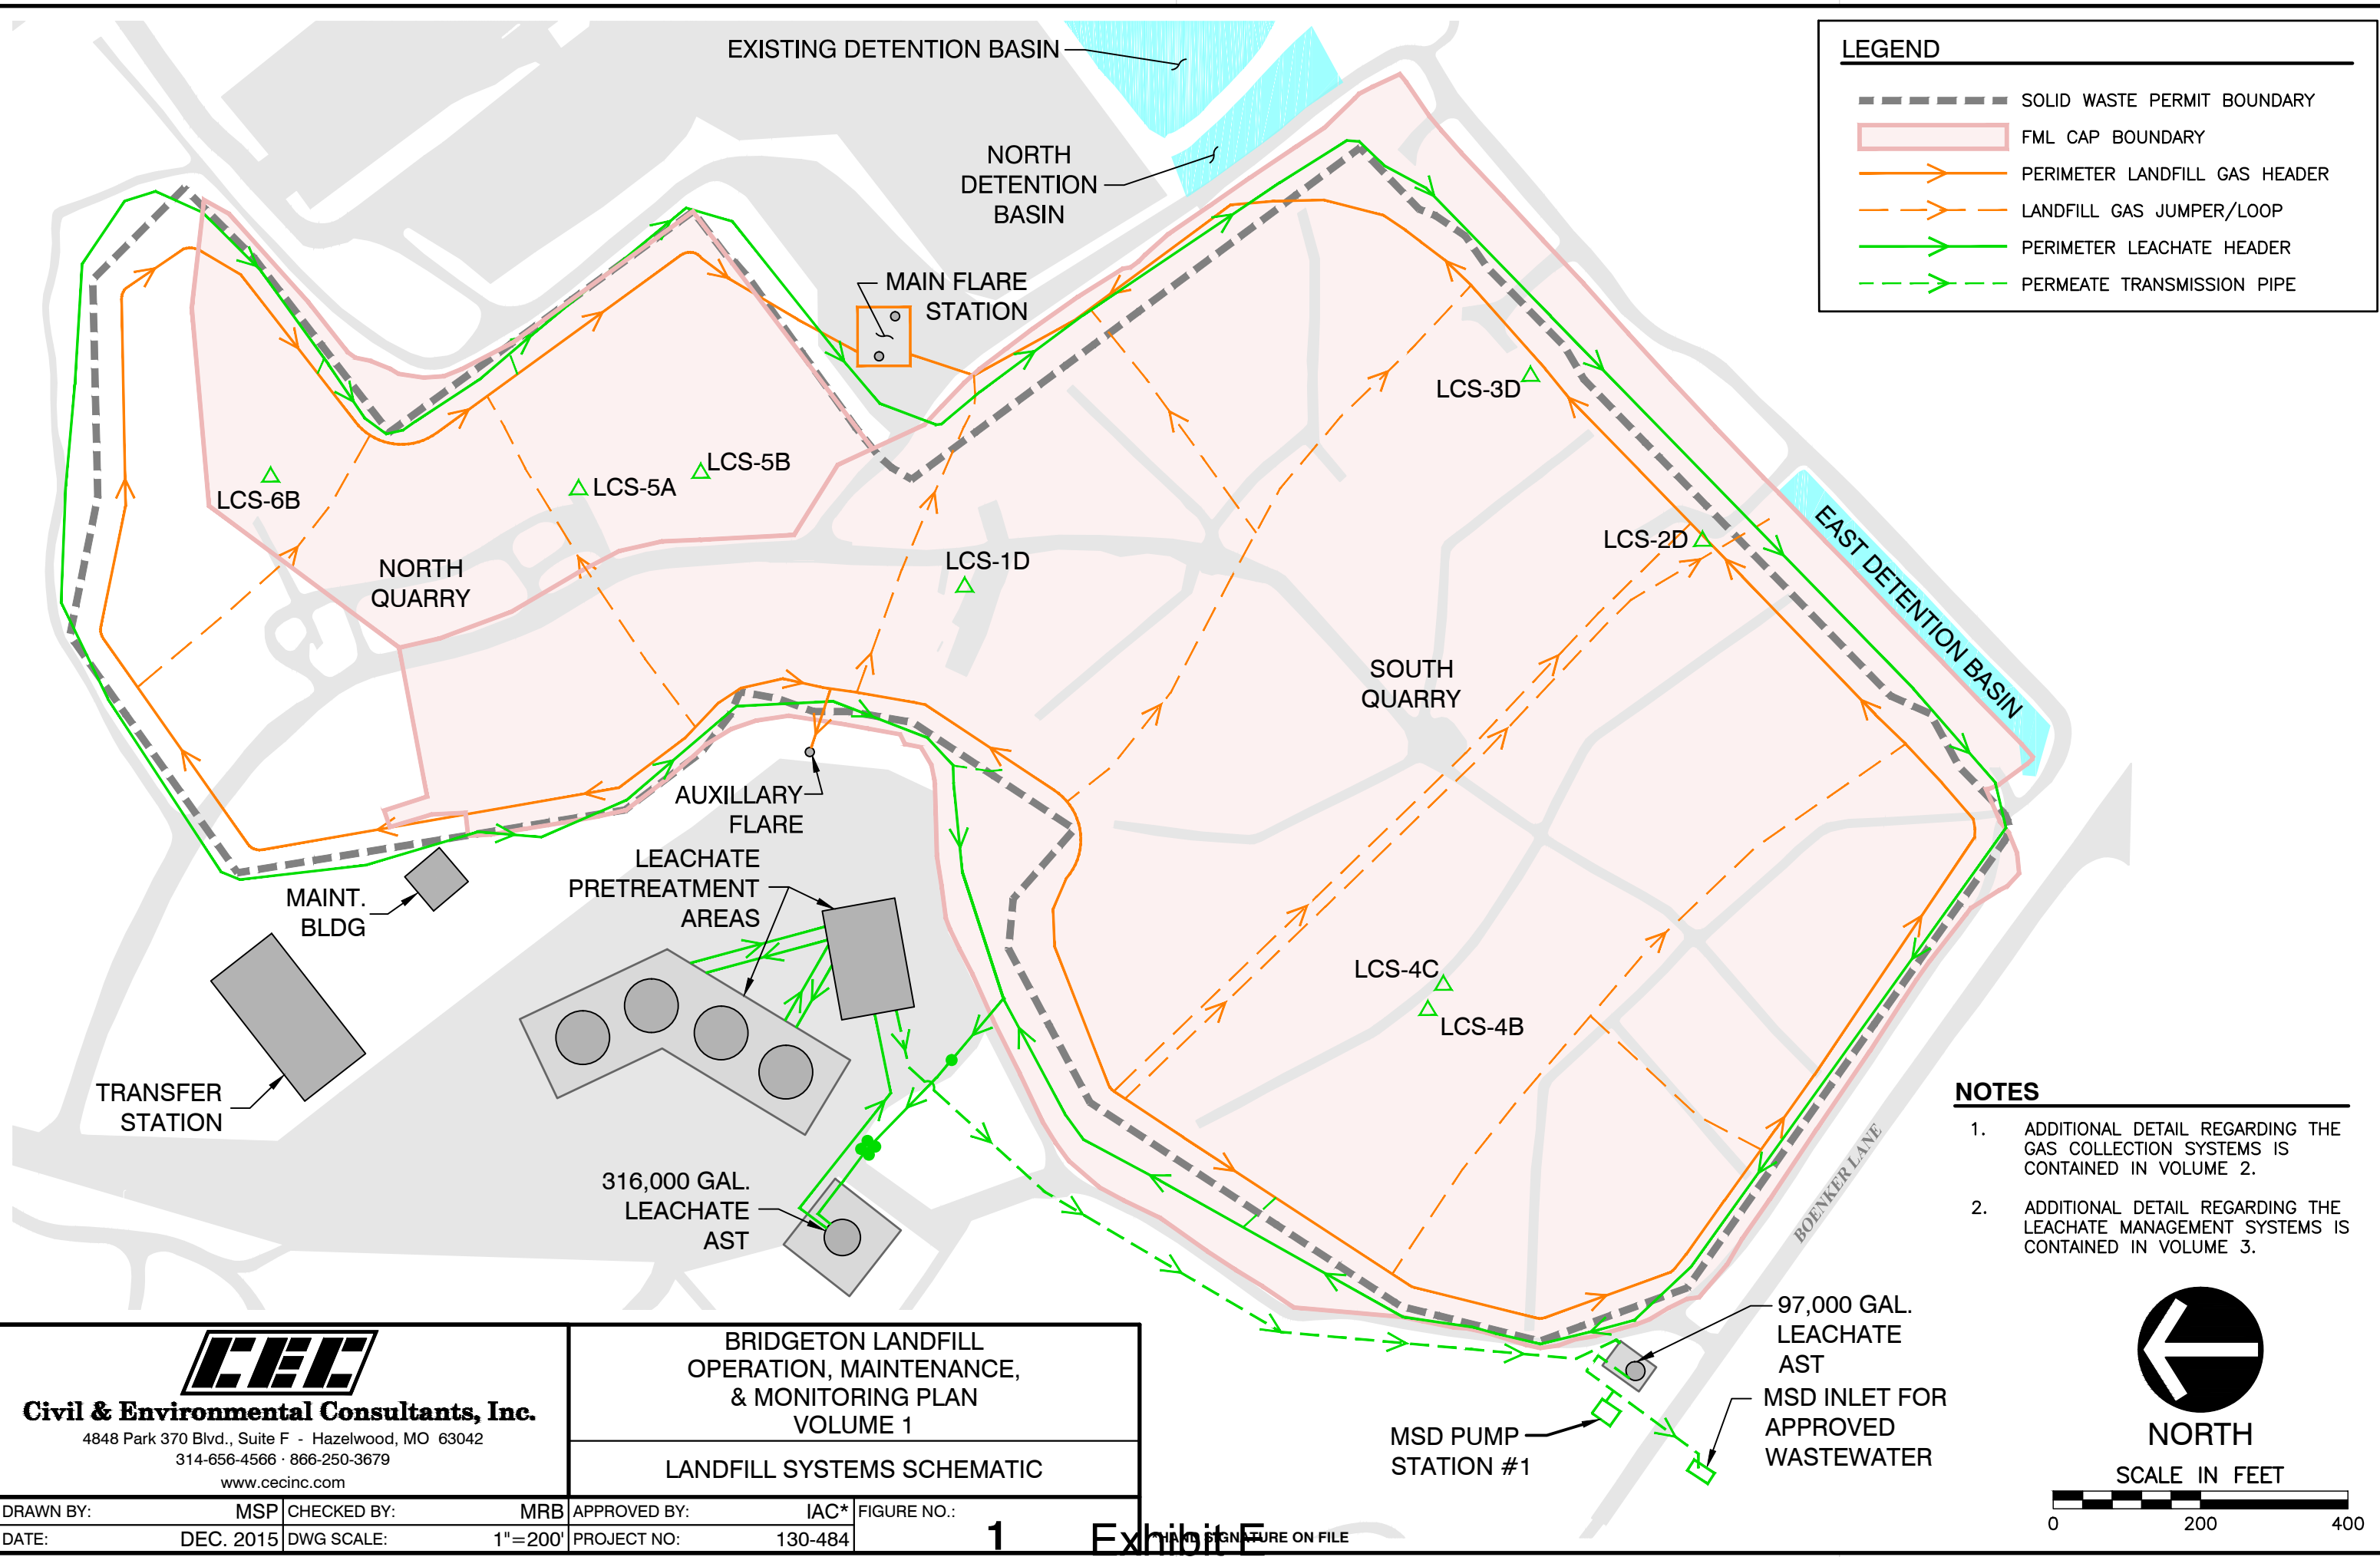 EXISTING DETENTION BASIN
NORTH
DETENTION
BASIN
MAIN FLARE
STATION
LEGEND
SOLID WASTE PERMIT BOUNDARY
FML CAP BOUNDARY
PERIMETER LANDFILL GAS HEADER
LANDFILL GAS JUMPER/LOOP
PERIMETER LEACHATE HEADER
PERMEATE TRANSMISSION PIPE
LCS-3D
LCS-5B
LCS-5A
LCS-6B
LCS-2D
LCS-1D
EAST DETENTION BASIN
NORTH
QUARRY
SOUTH
QUARRY
AUXILLARY
FLARE
LEACHATE
PRETREATMENT
AREAS
MAINT.
BLDG
LCS-4C
LCS-4B
TRANSFER
STATION
316,000 GAL.
LEACHATE
AST
BOENKER LANE
NOTES
1. ADDITIONAL DETAIL REGARDING THE
GAS COLLECTION SYSTEMS IS
CONTAINED IN VOLUME 2.
2. ADDITIONAL DETAIL REGARDING THE
LEACHATE MANAGEMENT SYSTEMS IS
CONTAINED IN VOLUME 3.
97,000 GAL.
LEACHATE
AST
MSD INLET FOR
APPROVED
WASTEWATER
MSD PUMP
STATION #1
NORTH
SCALE IN FEET
0 200 400
CEC
Civil & Environmental Consultants, Inc.
4848 Park 370 Blvd., Suite F - Hazelwood, MO 63042
314-656-4566 · 866-250-3679
www.cecinc.com
BRIDGETON LANDFILL
OPERATION, MAINTENANCE,
& MONITORING PLAN
VOLUME 1
LANDFILL SYSTEMS SCHEMATIC
DRAWN BY: MSP CHECKED BY: MRB APPROVED BY: IAC* FIGURE NO.:
DATE: DEC. 2015 DWG SCALE: 1"=200' PROJECT NO: 130-484 1
Exhibit E
*HAND SIGNATURE ON FILE